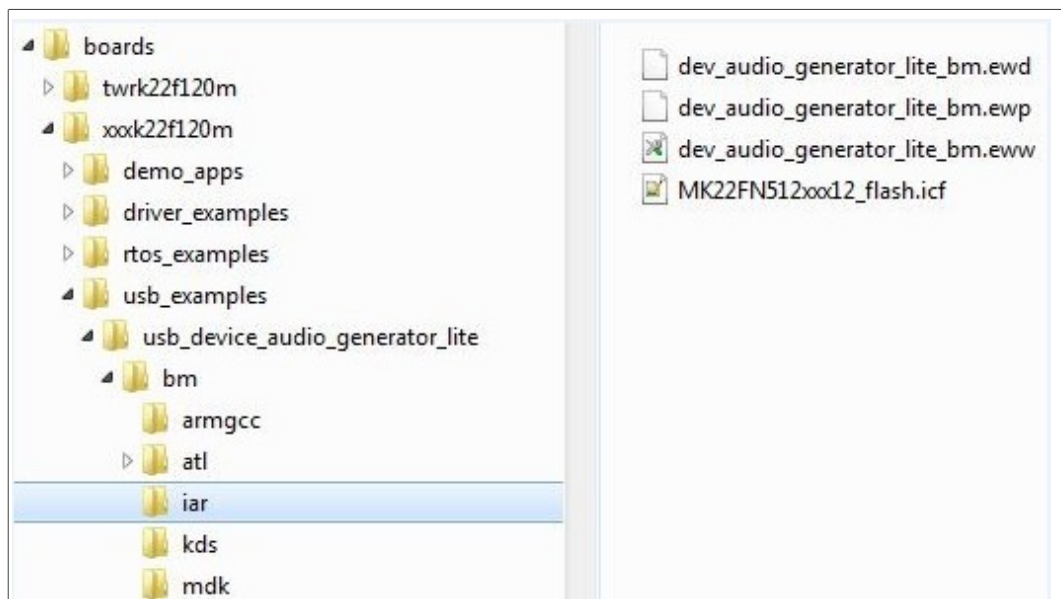 boards
twrk22f120m
xxxk22f120m
demo_apps
driver_examples
rtos_examples
usb_examples
usb_device_audio_generator_lite
bm
armgcc
atl
iar
kds
mdk
dev_audio_generator_lite_bm.ewd
dev_audio_generator_lite_bm.ewp
dev_audio_generator_lite_bm.eww
MK22FN512xxx12_flash.icf